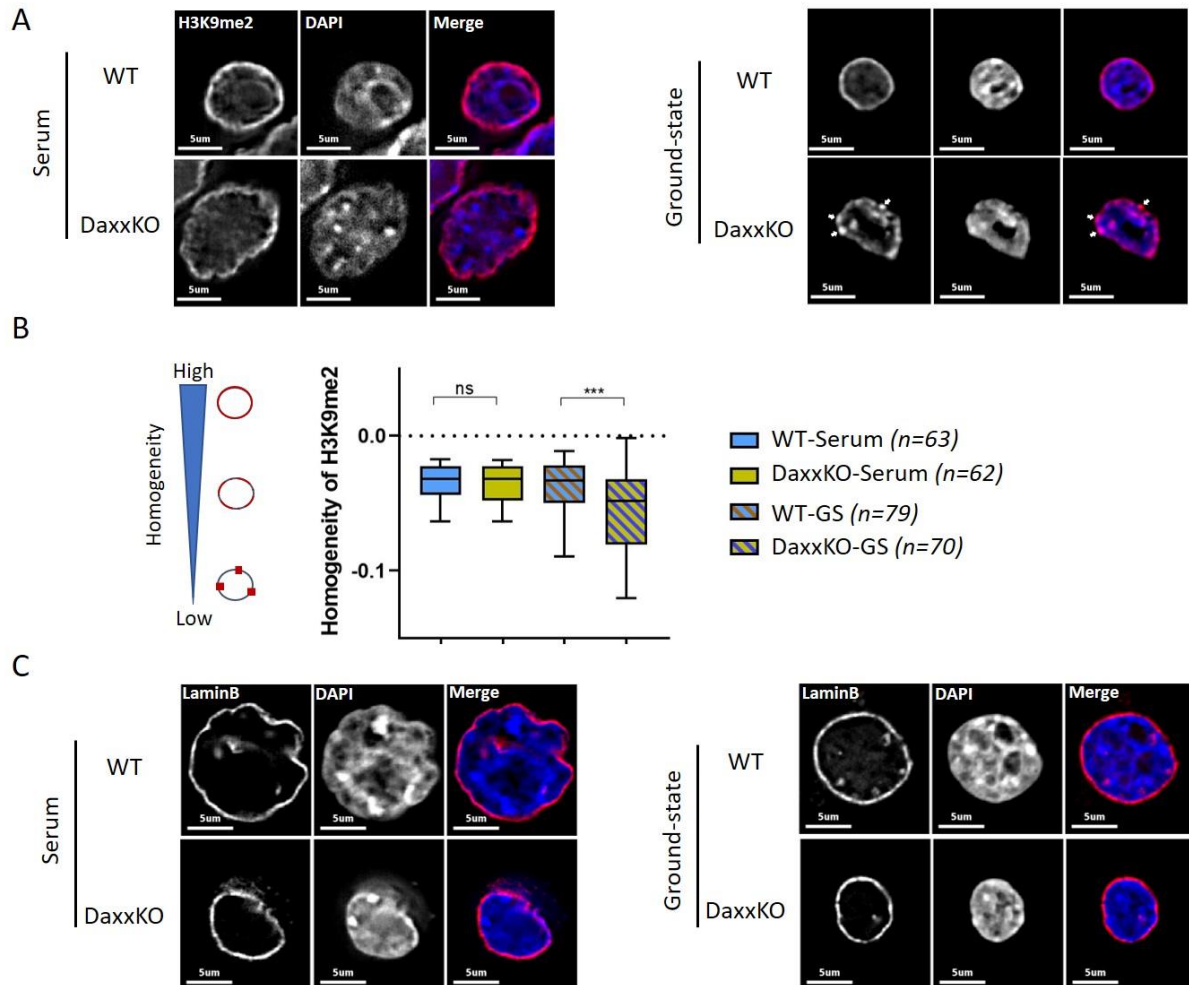 A
H3K9me2 DAPI Merge
Serum
WT
5um 5um 5um
DaxxKO
5um 5um 5um
Ground-state
WT
5um 5um 5um
DaxxKO
5um 5um 5um
B
High
Homogeneity
Low
Homogeneity of H3K9me2
ns
***
0.0
-0.1
WT-Serum (n=63)
DaxxKO-Serum (n=62)
WT-GS (n=79)
DaxxKO-GS (n=70)
C
LaminB DAPI Merge
Serum
WT
5um 5um 5um
DaxxKO
5um 5um 5um
LaminB DAPI Merge
Ground-state
WT
5um 5um 5um
DaxxKO
5um 5um 5um